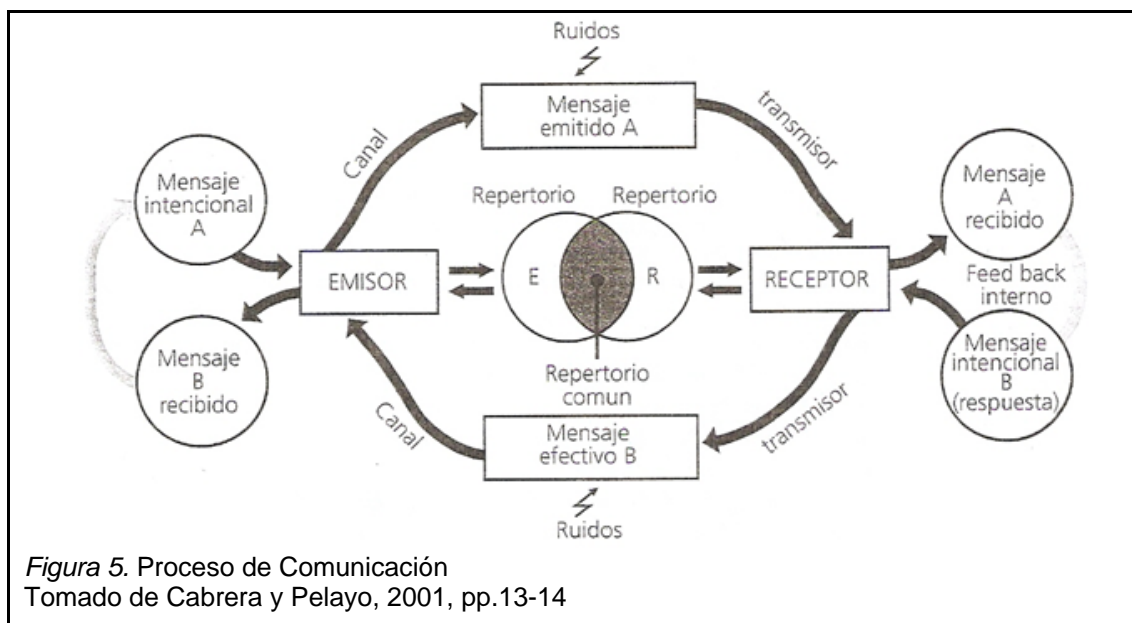 Ruidos
Mensaje
emitido A
Canal
transmisor
Mensaje
intencional
A
Repertorio Repertorio
Mensaje
A
recibido
EMISOR
E
R
RECEPTOR
Feed back
interno
Mensaje
B
recibido
Repertorio
comun
Mensaje
intencional
B
(respuesta)
Canal
Mensaje
efectivo B
transmisor
Ruidos
Figura 5. Proceso de Comunicación
Tomado de Cabrera y Pelayo, 2001, pp.13-14